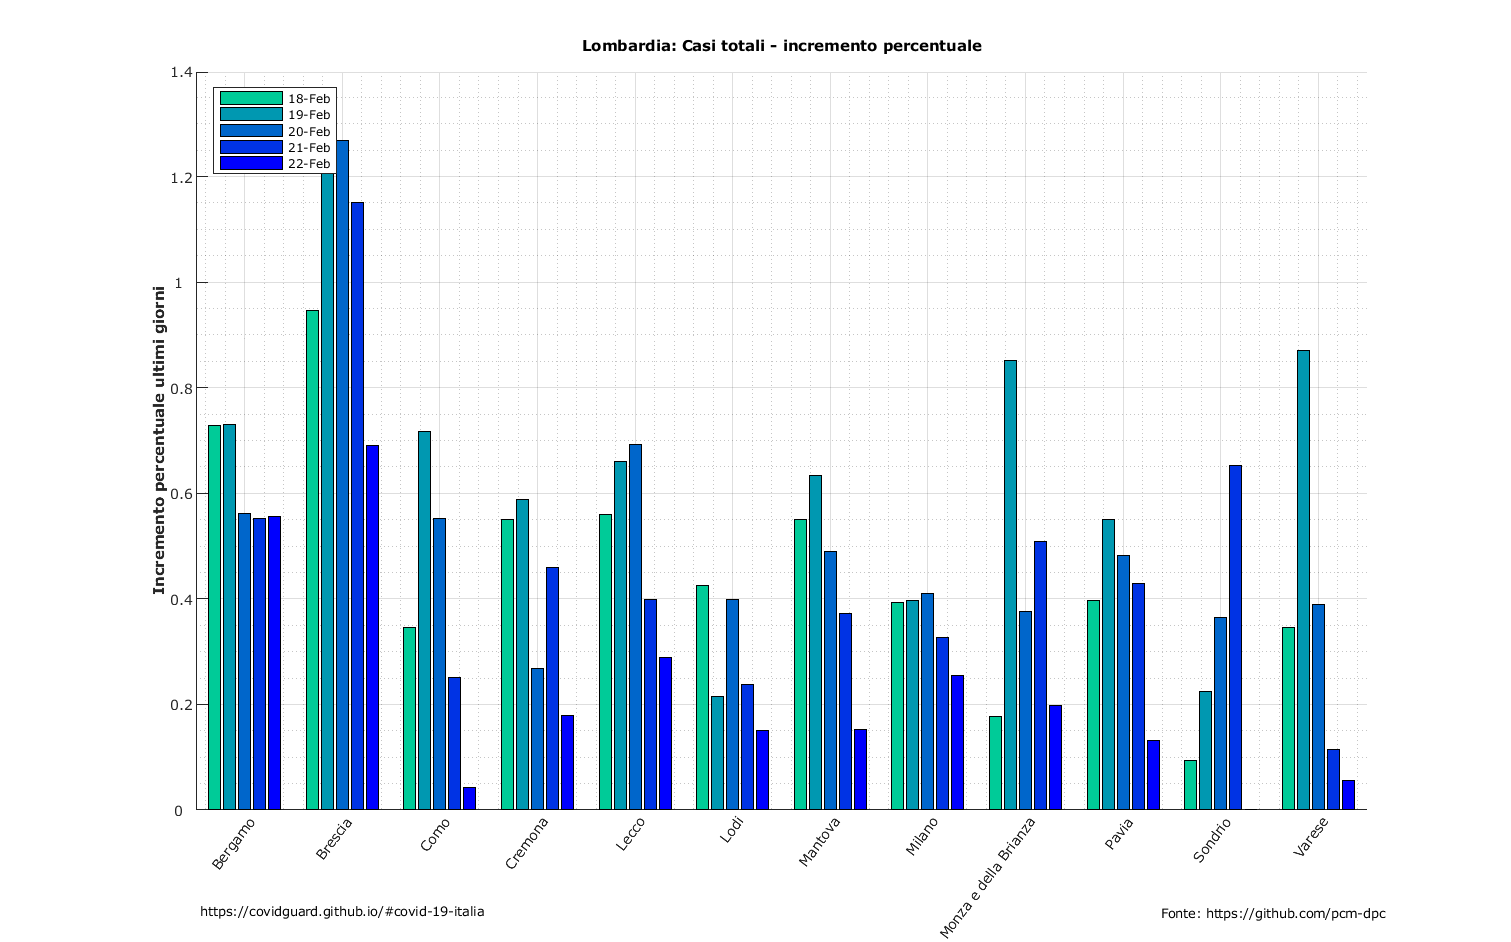 Lombardia: Casi totali - incremento percentuale
1.4
1.2
1
0.8
0.6
0.4
0.2
0
Incremento percentuale ultimi giorni
18-Feb
19-Feb
20-Feb
21-Feb
22-Feb
Bergamo
Brescia
Como
Cremona
Lecco
Lodi
Mantova
Milano
Monza e della Brianza
Pavia
Sondrio
Varese
https://covidguard.github.io/#covid-19-italia
Fonte: https://github.com/pcm-dpc